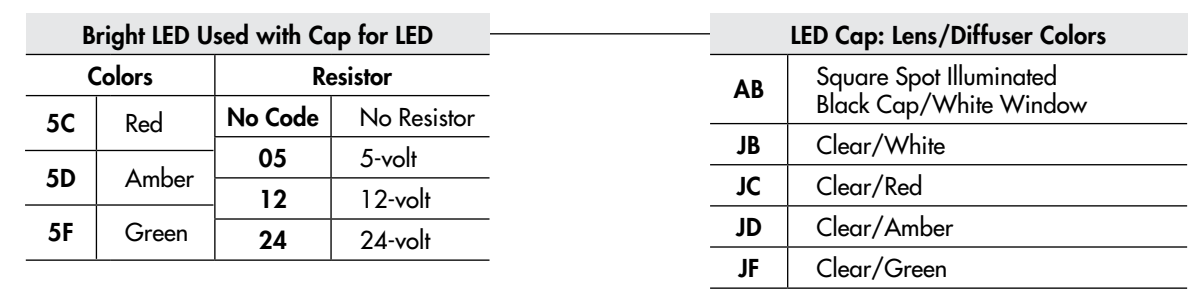 Bright LED Used with Cap for LED
Colors Resistor
5C Red
5D Amber
5F Green
No Code No Resistor
05 5-volt
12 12-volt
24 24-volt
LED Cap: Lens/Diffuser Colors
AB Square Spot Illuminated
Black Cap/White Window
JB Clear/White
JC Clear/Red
JD Clear/Amber
JF Clear/Green